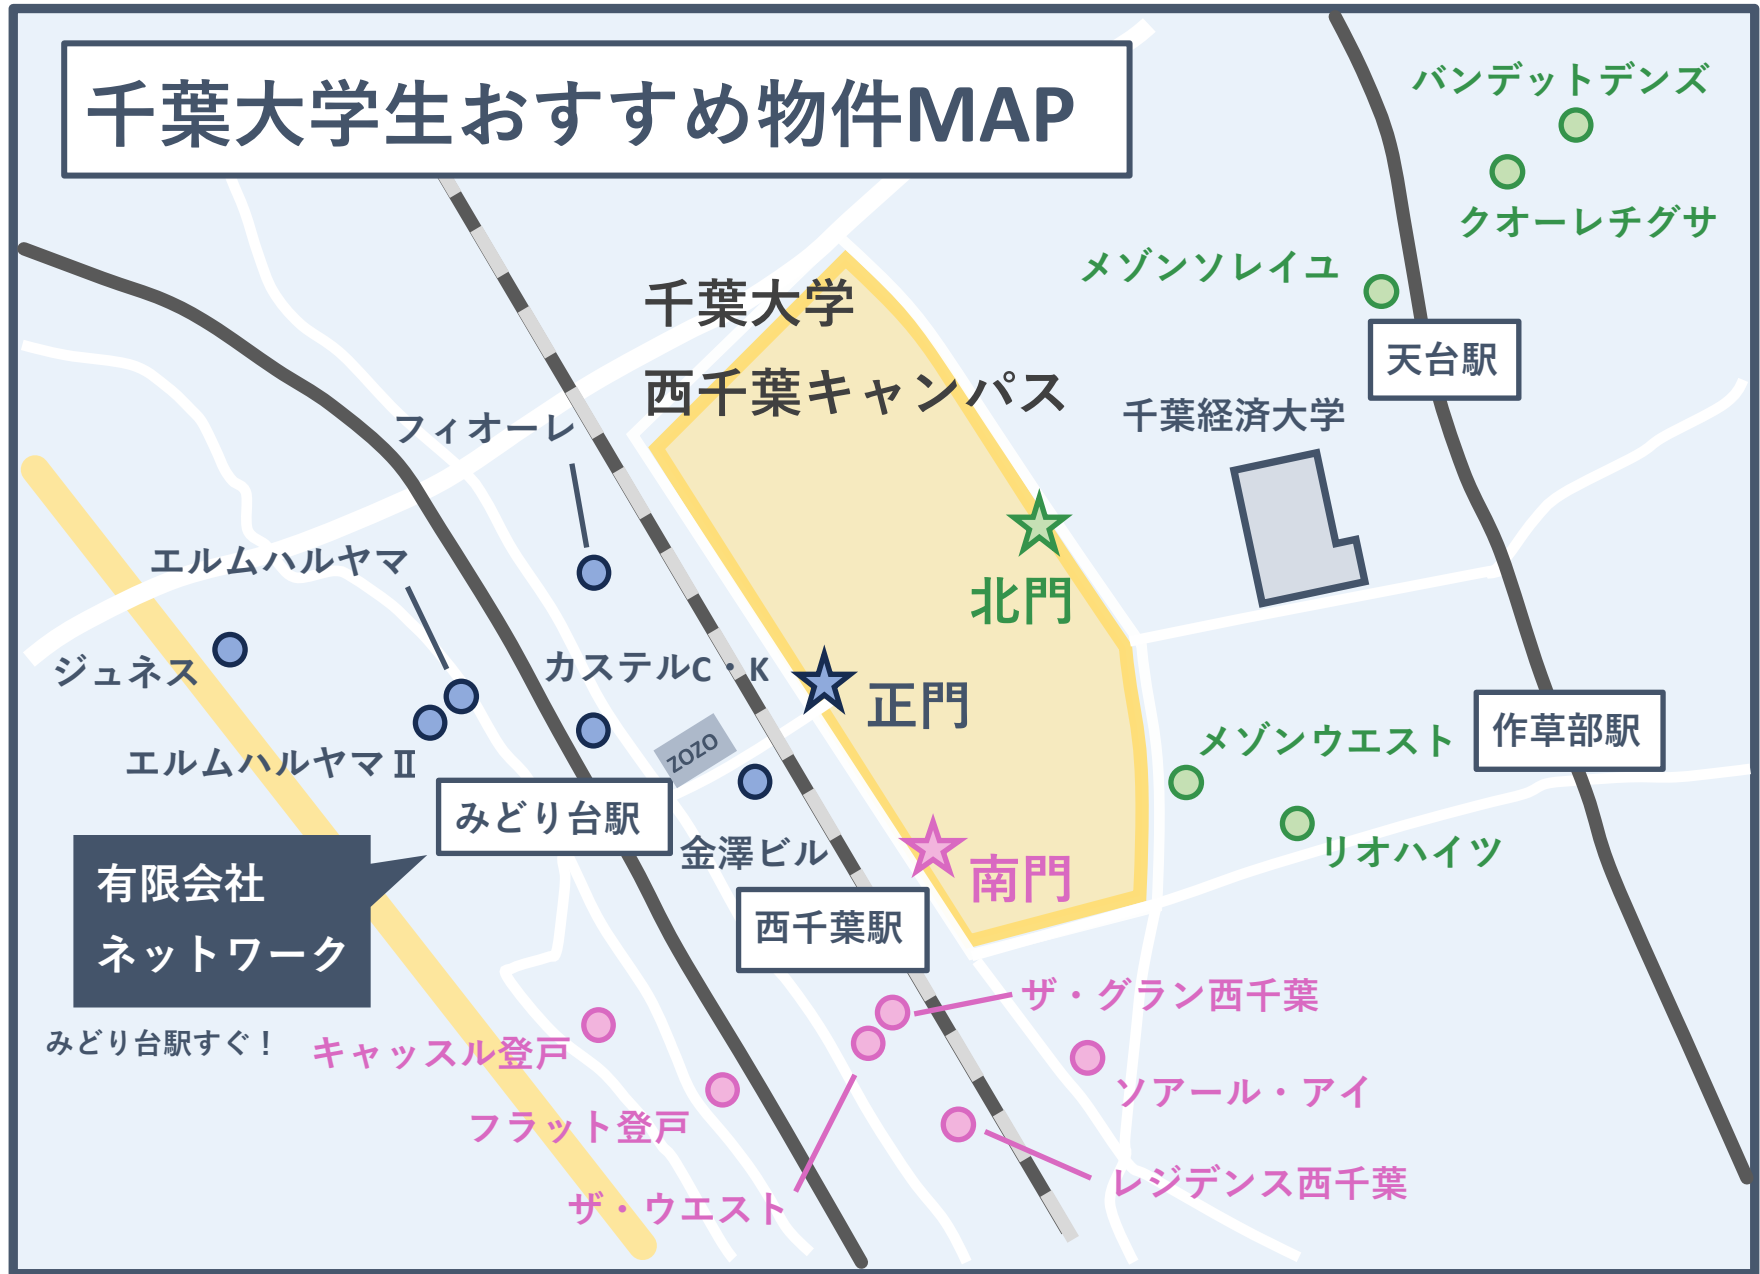 千葉大学生おすすめ物件MAP
バンデットデンズ
クオーレチグサ
メゾンソレイユ
千葉大学
西千葉キャンパス
天台駅
千葉経済大学
フィオーレ
エルムハルヤマ
北門
ジュネス
カステルC・K
正門
エルムハルヤマⅡ
ZOZO
メゾンウエスト
作草部駅
みどり台駅
金澤ビル
リオハイツ
南門
有限会社
ネットワーク
西千葉駅
みどり台駅すぐ！
キャッスル登戸
ザ・グラン西千葉
ソアール・アイ
フラット登戸
レジデンス西千葉
ザ・ウエスト